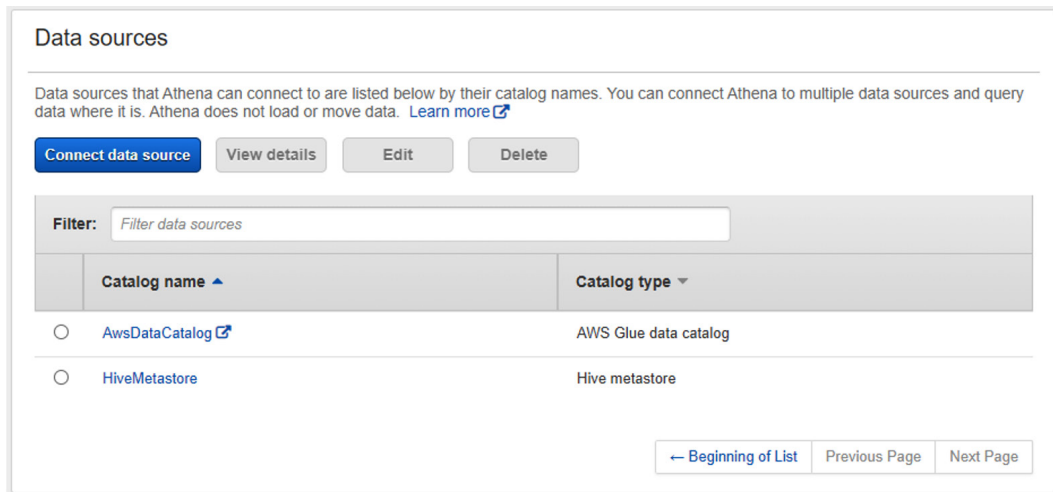 Data sources
Data sources that Athena can connect to are listed below by their catalog names. You can connect Athena to multiple data sources and query
data where it is. Athena does not load or move data. Learn more
Connect data source View details Edit Delete
Filter: Filter data sources
Catalog name Catalog type
AwsDataCatalog AWS Glue data catalog
HiveMetastore Hive metastore
← Beginning of List Previous Page Next Page